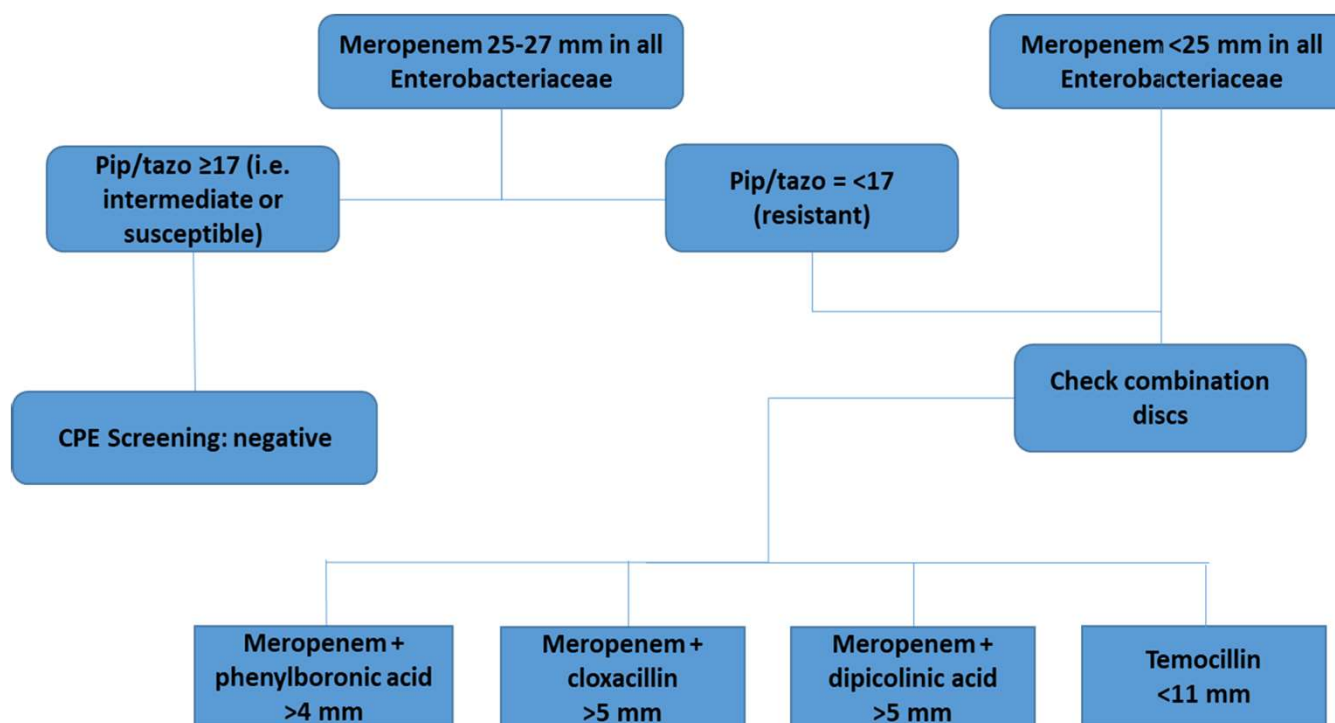 Meropenem 25-27 mm in all
Enterobacteriaceae
Meropenem <25 mm in all
Enterobacteriaceae
Pip/tazo ≥17 (i.e.
intermediate or
susceptible)
Pip/tazo = <17
(resistant)
Check combination
discs
CPE Screening: negative
Meropenem +
phenylboronic acid
>4 mm
Meropenem +
cloxacillin
>5 mm
Meropenem +
dipicolinic acid
>5 mm
Temocillin
<11 mm